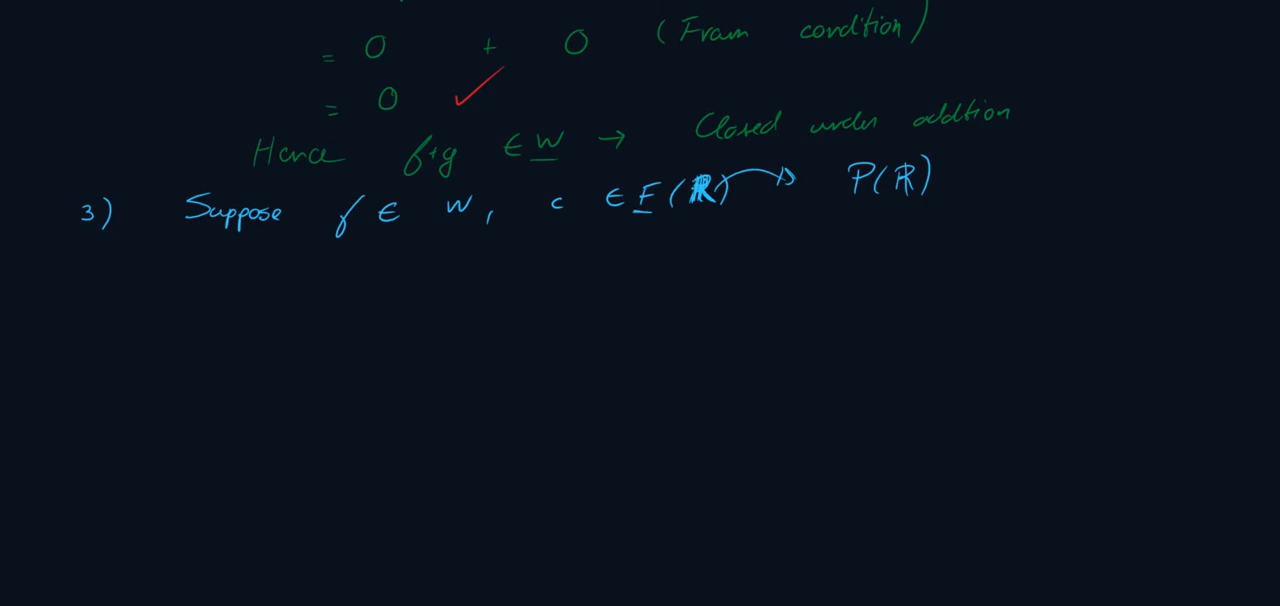 = 0 + 0 (From condition)
= 0 ✓
Hence f+g ∈ W → Closed under addition
3) Suppose f ∈ W, c ∈ F(ℝ) → P(ℝ)